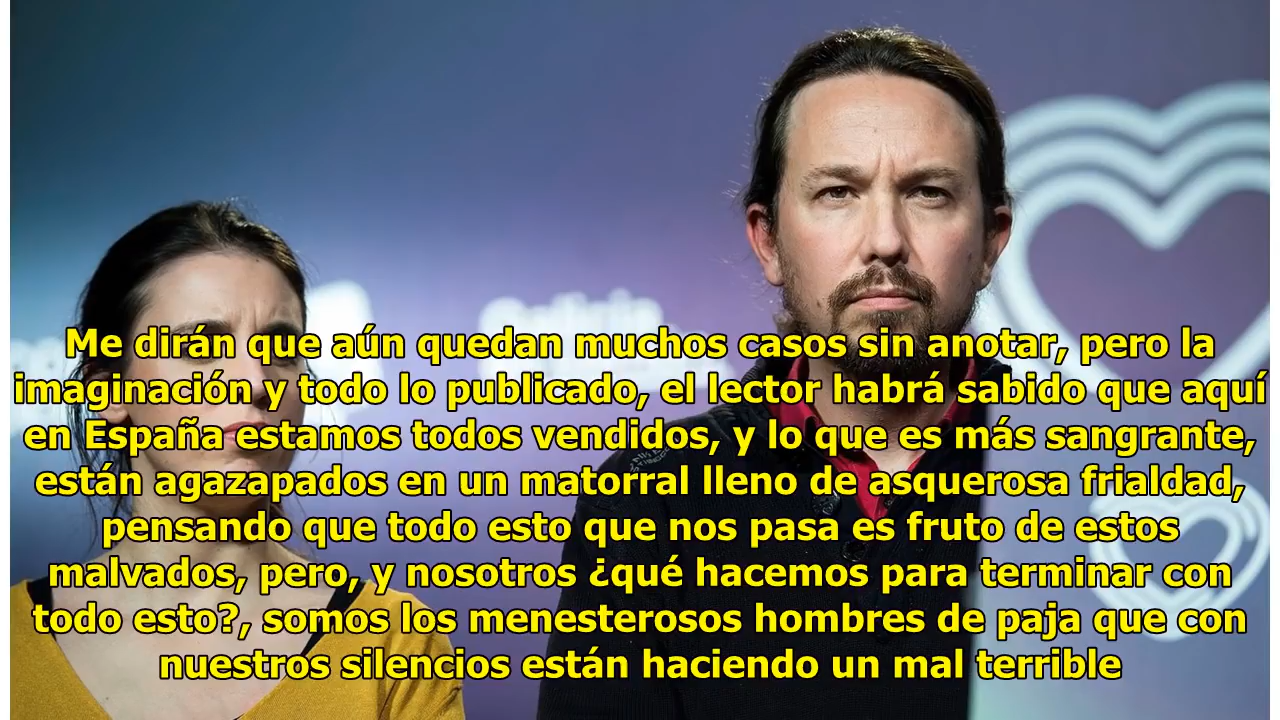 Galicia
Me dirán que aún quedan muchos casos sin anotar, pero la
imaginación y todo lo publicado, el lector habrá sabido que aquí
en España estamos todos vendidos, y lo que es más sangrante,
están agazapados en un matorral lleno de asquerosa frialdad,
pensando que todo esto que nos pasa es fruto de estos
malvados, pero, y nosotros ¿qué hacemos para terminar con
todo esto?, somos los menesterosos hombres de paja que con
nuestros silencios están haciendo un mal terrible